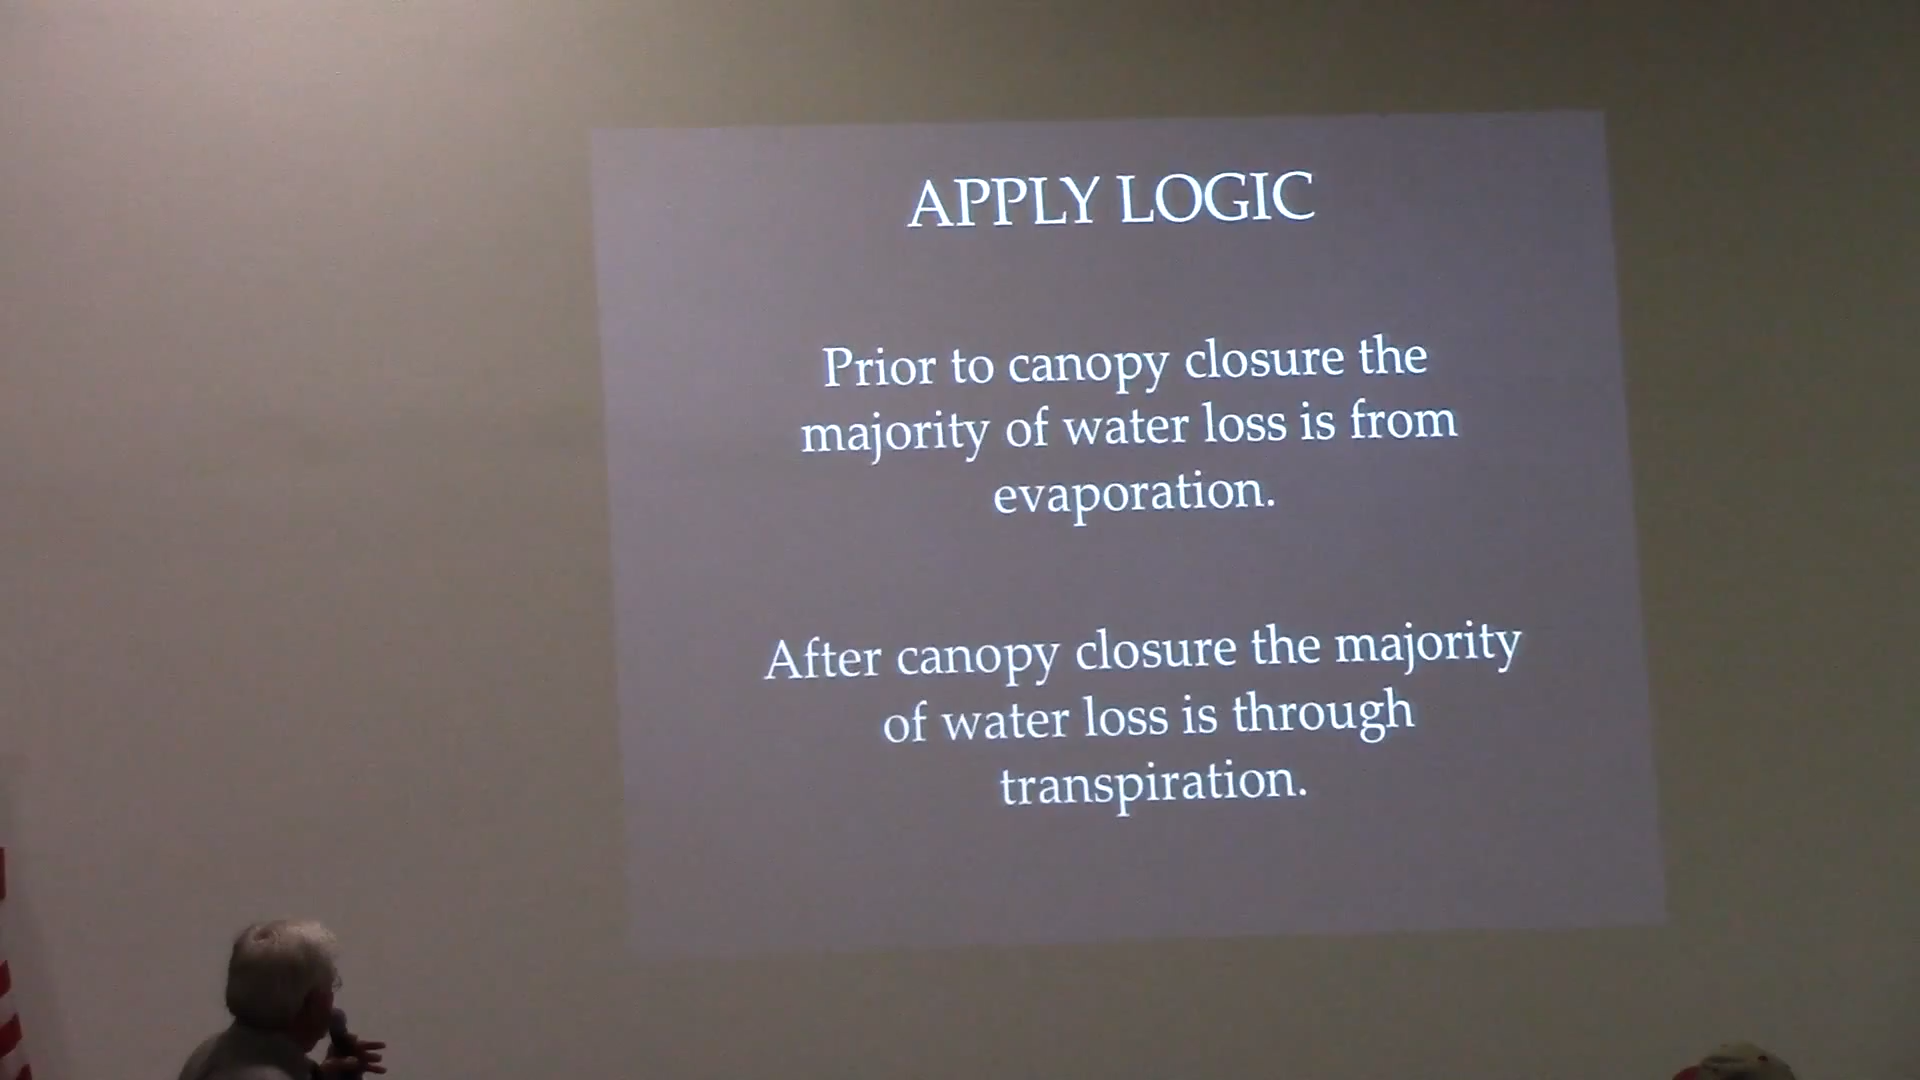 APPLY LOGIC
Prior to canopy closure the
majority of water loss is from
evaporation.
After canopy closure the majority
of water loss is through
transpiration.